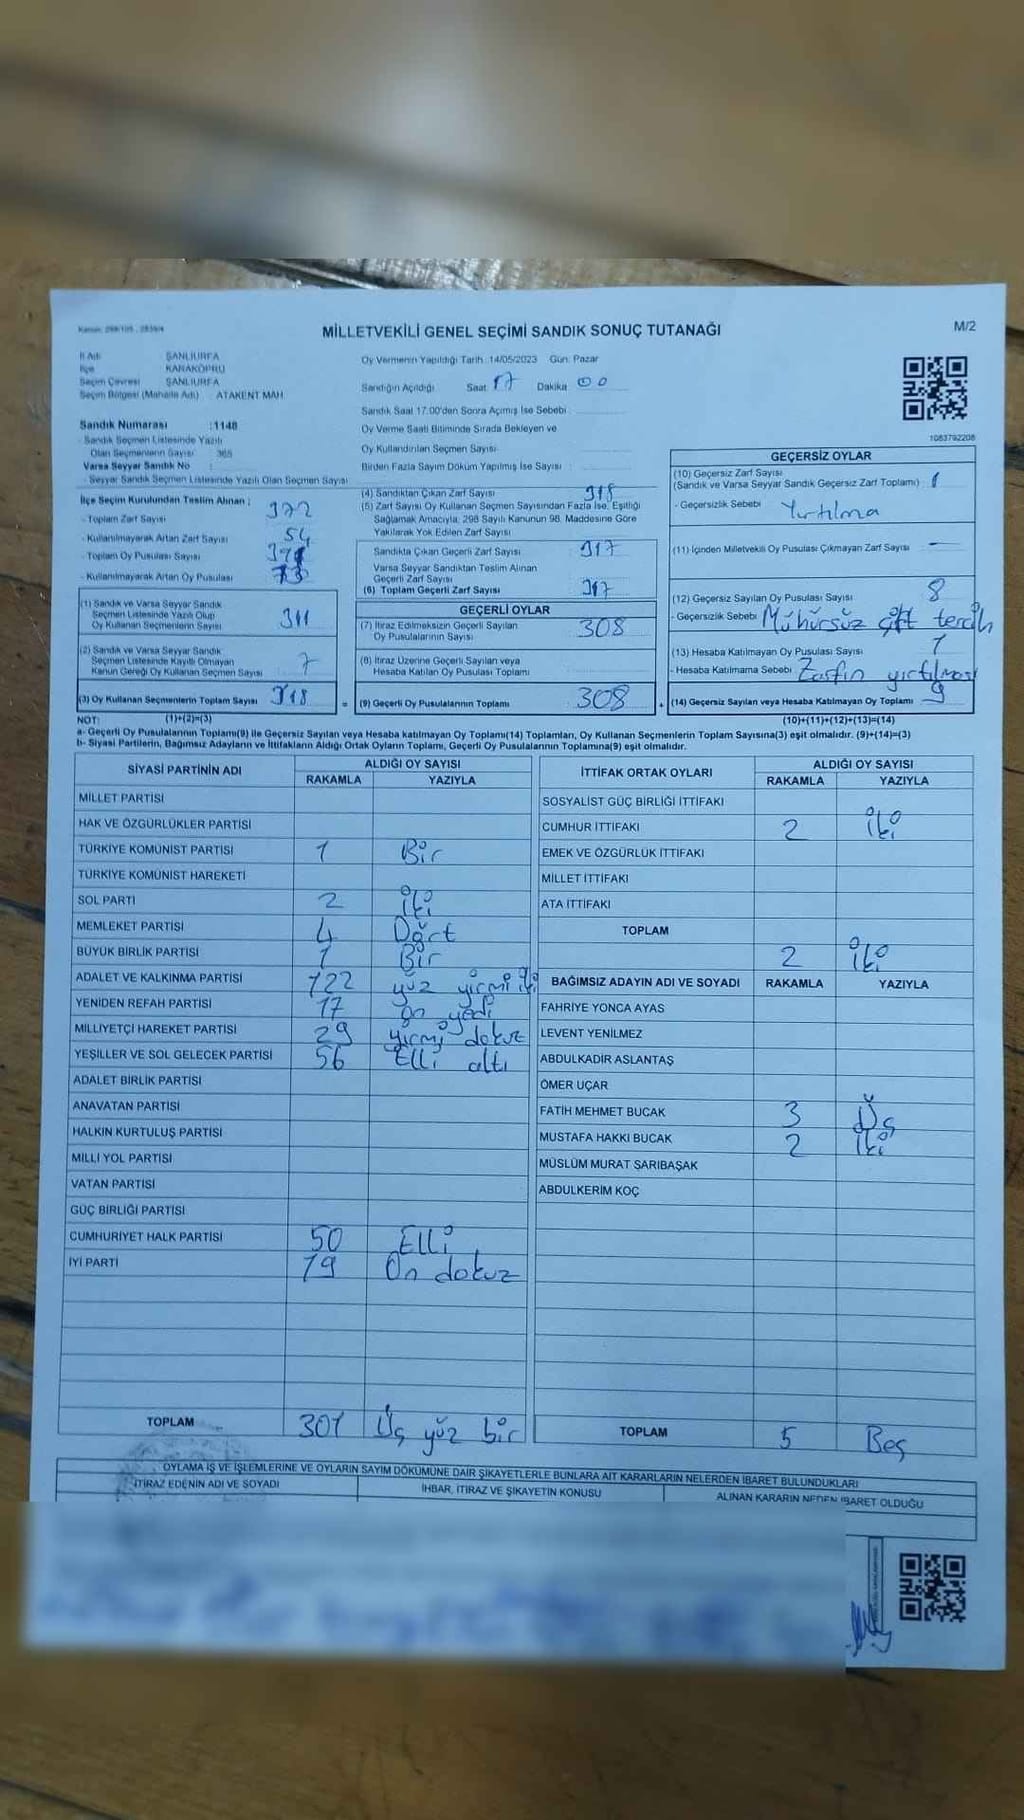 MİLLETVEKİLİ GENEL SEÇİMİ SANDIK SONUÇ TUTANAĞI
M/2
İl Adı ŞANLIURFA
İlçe KARAKÖPRÜ
Seçim Çevresi ŞANLIURFA
Seçim Bölgesi (Mahalle Adı) : ATAKENT MAH
Oy Vermenin Yapıldığı Tarih :14/05/2023 Gün: Pazar
Sandığın Açıldığı Saat 17 Dakika 00
Sandık Saat 17.00'den Sonra Açımış İse Sebebi :
Oy Verme Saati Bitiminde Sırada Bekleyen ve
Oy Kullandırılan Seçmen Sayısı
Birden Fazla Sayım Döküm Yapılmış İse Sayısı :
Sandık Numarası :1148
- Sandık Seçmen Listesinde Yazılı
Olan Seçmenlerin Sayısı : 365
Varsa Seyyar Sandık No :
- Seyyar Sandık Seçmen Listesinde Yazılı Olan Seçmen Sayısı
1083792208
İlçe Seçim Kurulundan Teslim Alınan :
- Toplam Zarf Sayısı 372
- Kullanılmayarak Artan Zarf Sayısı 54
- Toplam Oy Pusulası Sayısı
- Kullanılmayarak Artan Oy Pusulası
(1) Sandık ve Varsa Seyyar Sandık
Seçmen Listesinde Yazılı Olup
Oy Kullanan Seçmenlerin Sayısı 311
(2) Sandık ve Varsa Seyyar Sandık
Seçmen Listesinde Kayıtlı Olmayan
Kanun Gereği Oy Kullanan Seçmen Sayısı 7
(3) Oy Kullanan Seçmenlerin Toplam Sayısı 318 =
(4) Sandıktan Çıkan Zarf Sayısı 318
(5) Zarf Sayısı Oy Kullanan Seçmen Sayısından Fazla İse, Eşitliği
Sağlamak Amacıyla, 298 Sayılı Kanunun 98. Maddesine Göre
Yakılarak Yok Edilen Zarf Sayısı
Sandıkta Çıkan Geçerli Zarf Sayısı 317
Varsa Seyyar Sandıktan Teslim Alınan
Geçerli Zarf Sayısı
(6) Toplam Geçerli Zarf Sayısı 317
GEÇERLİ OYLAR
(7) İtiraz Edilmeksizin Geçerli Sayılan
Oy Pusulalarının Sayısı 308
(8) İtiraz Üzerine Geçerli Sayılan veya
Hesaba Katılan Oy Pusulası Toplamı
(9) Geçerli Oy Pusulalarının Toplamı 308 +
GEÇERSİZ OYLAR
(10) Geçersiz Zarf Sayısı
(Sandık ve Varsa Seyyar Sandık Geçersiz Zarf Toplamı) 1
- Geçersizlik Sebebi Yırtılma
(11) İçinden Milletvekili Oy Pusulası Çıkmayan Zarf Sayısı -
(12) Geçersiz Sayılan Oy Pusulası Sayısı 8
- Geçersizlik Sebebi Mühürsüz çift tercih
(13) Hesaba Katılmayan Oy Pusulası Sayısı 1
- Hesaba Katılmama Sebebi Zarfın yırtılması
(14) Geçersiz Sayılan veya Hesaba Katılmayan Oy Toplamı 9
NOT: (1)+(2)=(3)
(10)+(11)+(12)+(13)=(14)
a- Geçerli Oy Pusulalarının Toplamı(9) ile Geçersiz Sayılan veya Hesaba katılmayan Oy Toplamı(14) Toplamları, Oy Kullanan Seçmenlerin Toplam Sayısına(3) eşit olmalıdır. (9)+(14)=(3)
b- Siyasi Partilerin, Bağımsız Adayların ve İttifakların Aldığı Ortak Oyların Toplamı, Geçerli Oy Pusulalarının Toplamına(9) eşit olmalıdır.
SİYASİ PARTİNİN ADI
ALDIĞI OY SAYISI
RAKAMLA YAZIYLA
MİLLET PARTİSİ
HAK VE ÖZGÜRLÜKLER PARTİSİ
TÜRKİYE KOMÜNİST PARTİSİ 1 Bir
TÜRKİYE KOMÜNİST HAREKETİ
SOL PARTİ 2 İki
MEMLEKET PARTİSİ 4 Dört
BÜYÜK BİRLİK PARTİSİ 1 Bir
ADALET VE KALKINMA PARTİSİ 122 yüz yirmi iki
YENİDEN REFAH PARTİSİ 17 On yedi
MİLLİYETÇİ HAREKET PARTİSİ 29 yirmi dokuz
YEŞİLLER VE SOL GELECEK PARTİSİ 56 Elli altı
ADALET BİRLİK PARTİSİ
ANAVATAN PARTİSİ
HALKIN KURTULUŞ PARTİSİ
MİLLİ YOL PARTİSİ
VATAN PARTİSİ
GÜÇ BİRLİĞİ PARTİSİ
CUMHURİYET HALK PARTİSİ 50 Elli
İYİ PARTİ 19 On dokuz
TOPLAM 301 Üç yüz bir
İTTİFAK ORTAK OYLARI
ALDIĞI OY SAYISI
RAKAMLA YAZIYLA
SOSYALİST GÜÇ BİRLİĞİ İTTİFAKI
CUMHUR İTTİFAKI 2 İki
EMEK VE ÖZGÜRLÜK İTTİFAKI
MİLLET İTTİFAKI
ATA İTTİFAKI
TOPLAM
2 İki
BAĞIMSIZ ADAYIN ADI VE SOYADI RAKAMLA YAZIYLA
FAHRİYE YONCA AYAS
LEVENT YENİLMEZ
ABDULKADİR ASLANTAŞ
ÖMER UÇAR
FATİH MEHMET BUCAK 3 Üç
MUSTAFA HAKKI BUCAK 2 İki
MÜSLÜM MURAT SARIBAŞAK
ABDULKERİM KOÇ
TOPLAM 5 Beş
OYLAMA İŞ VE İŞLEMLERİNE VE OYLARIN SAYIM DÖKÜMÜNE DAİR ŞİKAYETLERLE BUNLARA AİT KARARLARIN NELERDEN İBARET BULUNDUKLARI
İTİRAZ EDENİN ADI VE SOYADI
İHBAR, İTİRAZ VE ŞİKAYETİN KONUSU
ALINAN KARARIN NEDEN İBARET OLDUĞU